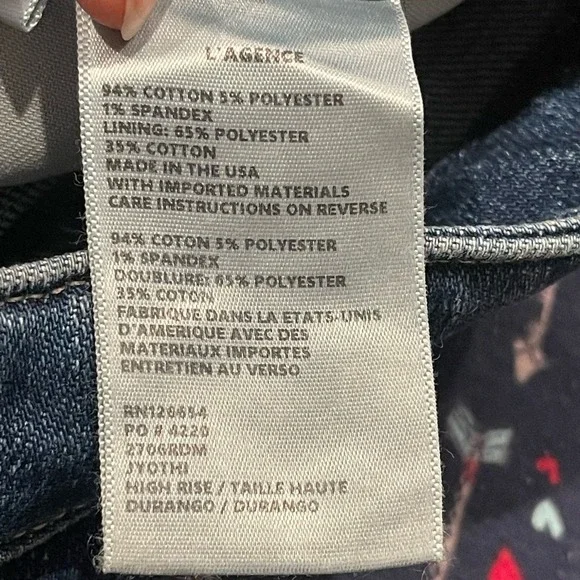 L'AGENCE
94% COTTON 5% POLYESTER
1% SPANDEX
LINING: 65% POLYESTER
35% COTTON
MADE IN THE USA
WITH IMPORTED MATERIALS
CARE INSTRUCTIONS ON REVERSE
94% COTON 5% POLYESTER
1% SPANDEX
DOUBLURE: 65% POLYESTER
35% COTON
FABRIQUE DANS LA ETATS-UNIS
D'AMERIQUE AVEC DES
MATERIAUX IMPORTES
ENTRETIEN AU VERSO
RN126654
PO # 4220
2706RDM
JYOTHI
HIGH RISE / TAILLE HAUTE
DURANGO / DURANGO